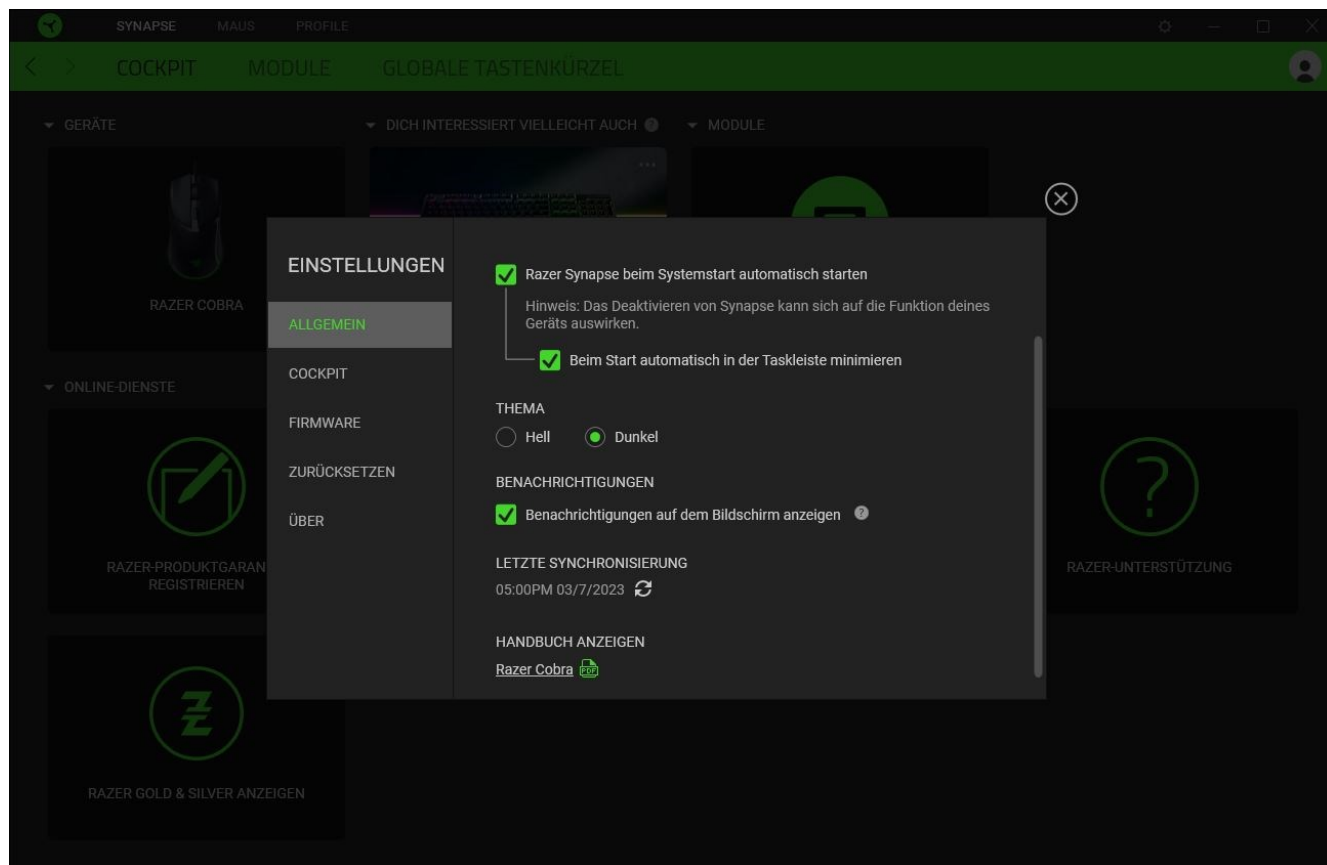 SYNAPSE MAUS PROFILE
COCKPIT MODULE GLOBALE TASTENKÜRZEL
GERÄTE
DICH INTERESSIERT VIELLEICHT AUCH ?
MODULE
RAZER COBRA
EINSTELLUNGEN
ALLGEMEIN
COCKPIT
FIRMWARE
ZURÜCKSETZEN
ÜBER
Razer Synapse beim Systemstart automatisch starten
Hinweis: Das Deaktivieren von Synapse kann sich auf die Funktion deines
Geräts auswirken.
Beim Start automatisch in der Taskleiste minimieren
THEMA
Hell Dunkel
BENACHRICHTIGUNGEN
Benachrichtigungen auf dem Bildschirm anzeigen ?
LETZTE SYNCHRONISIERUNG
05:00PM 03/7/2023
HANDBUCH ANZEIGEN
Razer Cobra PDF
ONLINE-DIENSTE
RAZER-PRODUKTGARAN
REGISTRIEREN
RAZER-UNTERSTÜTZUNG
RAZER GOLD & SILVER ANZEIGEN